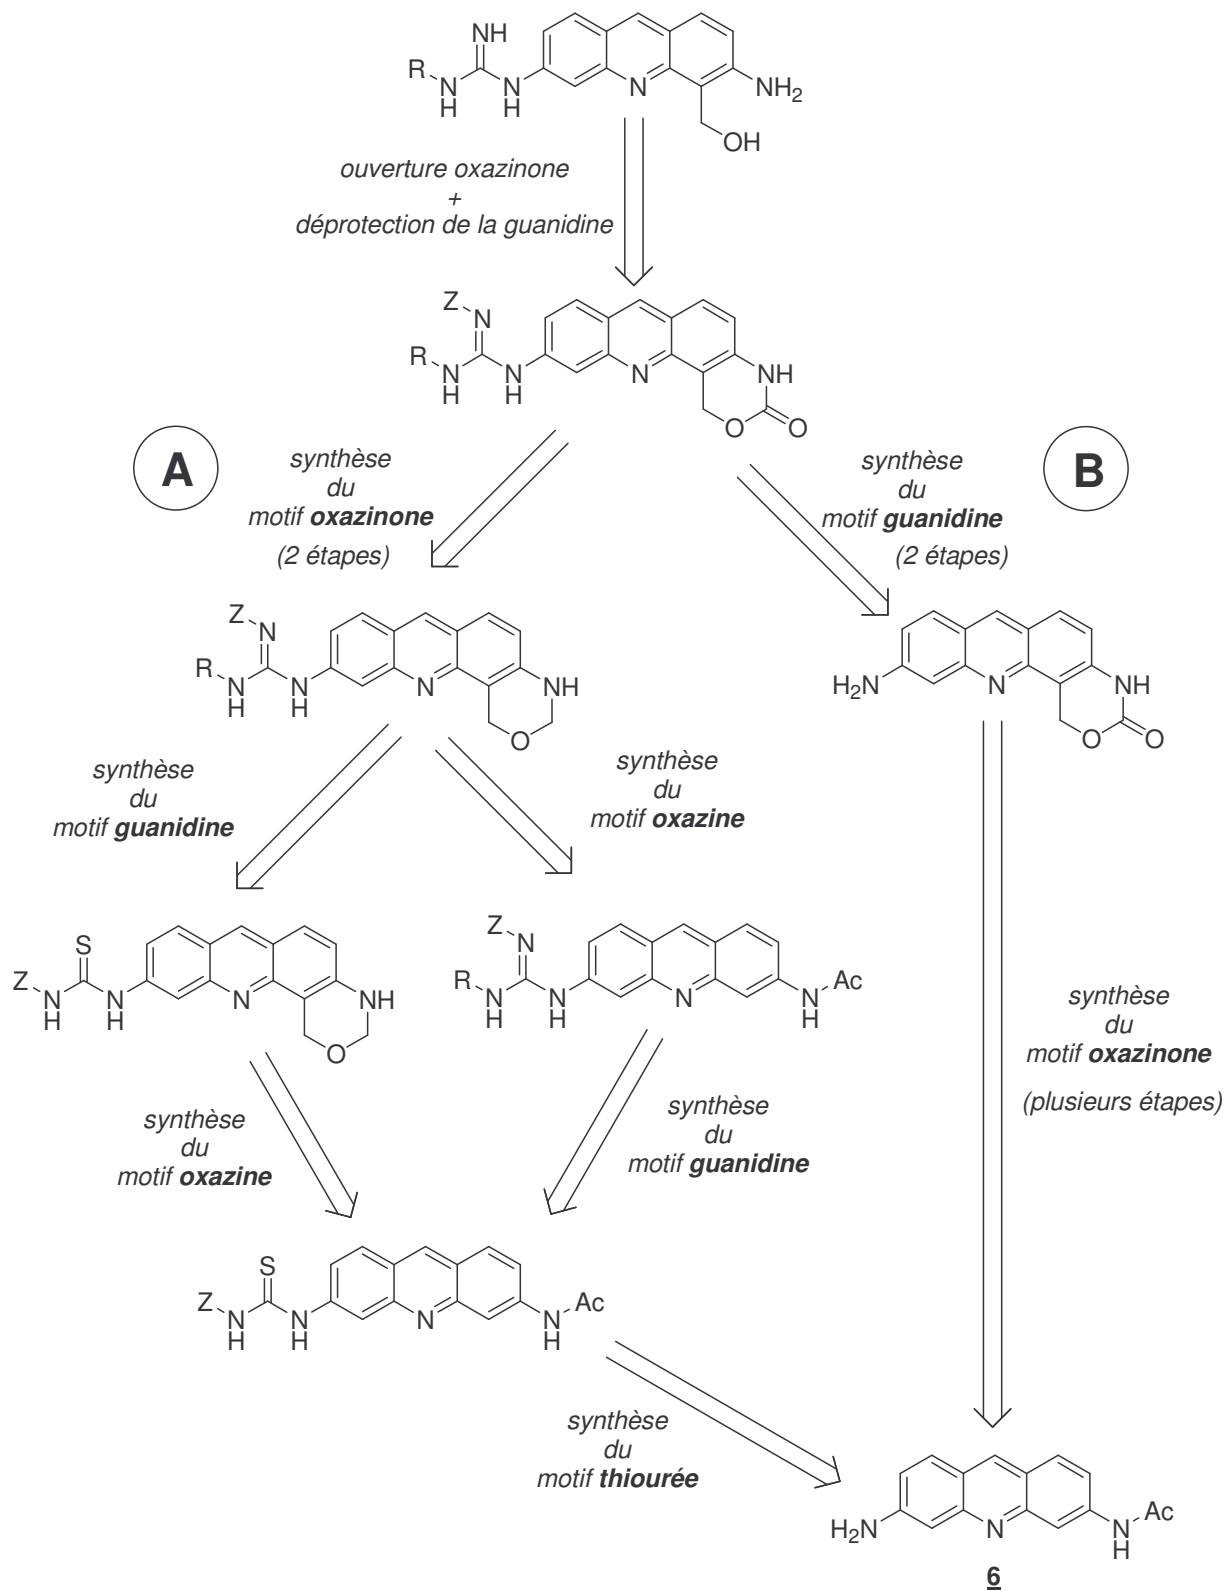 NH
R
N
H
N
H
N
NH2
OH
ouverture oxazinone
+
déprotection de la guanidine
Z
N
R
N
H
N
H
N
NH
O
O
A
synthèse
du
motif oxazinone
(2 étapes)
synthèse
du
motif guanidine
(2 étapes)
B
Z
N
R
N
H
N
H
N
NH
O
H2N
N
NH
O
O
synthèse
du
motif guanidine
synthèse
du
motif oxazine
S
Z
N
H
N
H
N
NH
O
Z
N
R
N
H
N
H
N
N
H
Ac
synthèse
du
motif oxazinone
(plusieurs étapes)
synthèse
du
motif oxazine
synthèse
du
motif guanidine
S
Z
N
H
N
H
N
N
H
Ac
synthèse
du
motif thiourée
H2N
N
N
H
Ac
6